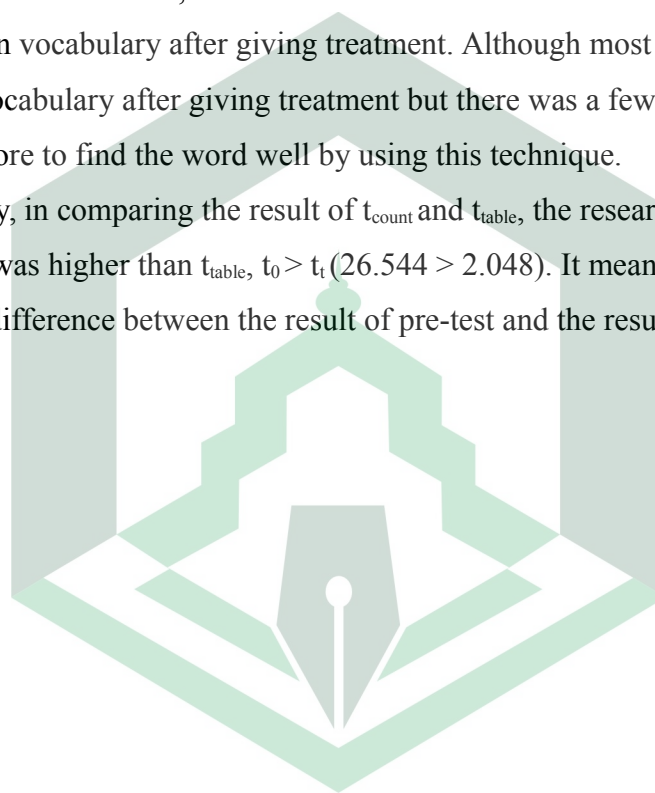 n vocabulary after giving treatment. Although most
ocabulary after giving treatment but there was a few
ore to find the word well by using this technique.
y, in comparing the result of tcount and ttable, the resear
was higher than ttable, t0 > tt (26.544 > 2.048). It mean
difference between the result of pre-test and the resu